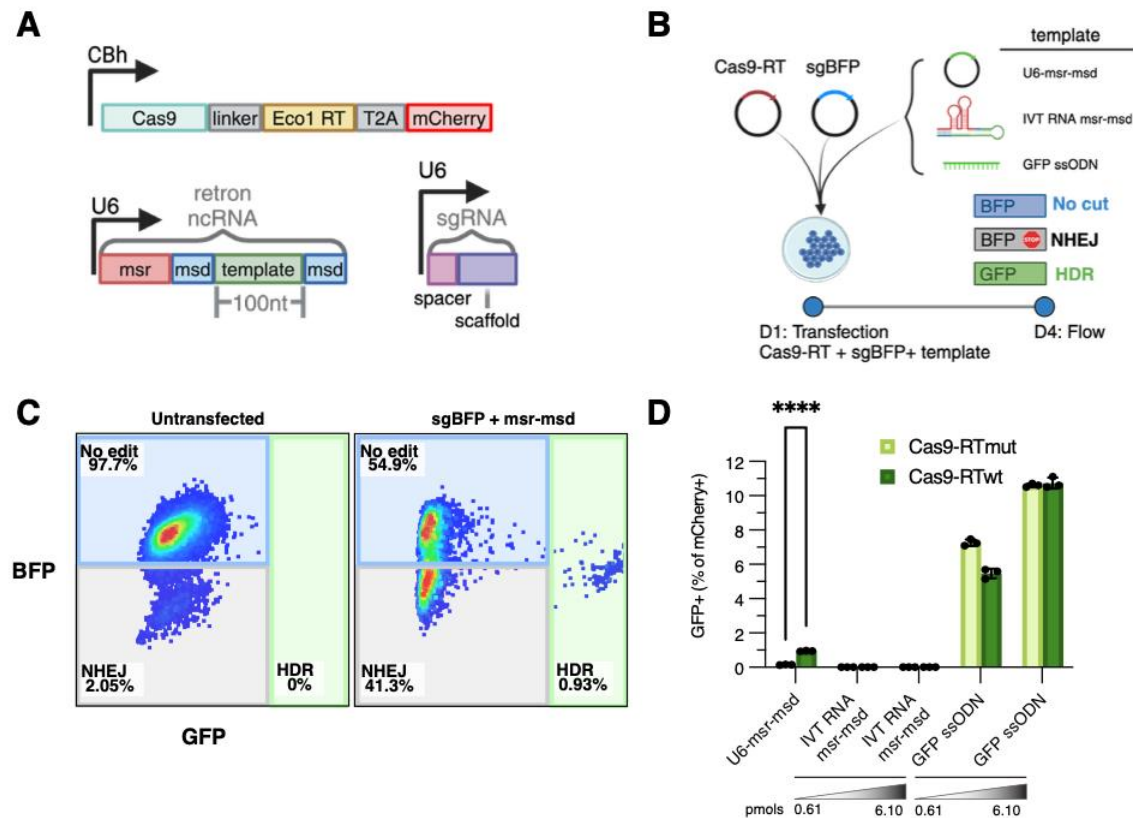 A
CBh
Cas9 linker Eco1 RT T2A mCherry
U6
retron
ncRNA
msr msd template msd
100nt
U6
sgRNA
spacer
scaffold
B
template
Cas9-RT sgBFP
U6-msr-msd
IVT RNA msr-msd
GFP ssODN
BFP No cut
BFP STOP NHEJ
GFP HDR
D1: Transfection
Cas9-RT + sgBFP+ template
D4: Flow
C
Untransfected
No edit
97.7%
NHEJ
2.05%
HDR
0%
sgBFP + msr-msd
No edit
54.9%
NHEJ
41.3%
HDR
0.93%
BFP
GFP
D
****
Cas9-RTmut
Cas9-RTwt
GFP+ (% of mCherry+)
12
10
8
6
4
2
0
U6-msr-msd
IVT RNA
msr-msd
IVT RNA
msr-msd
GFP ssODN
GFP ssODN
pmols 0.61 6.10 0.61 6.10